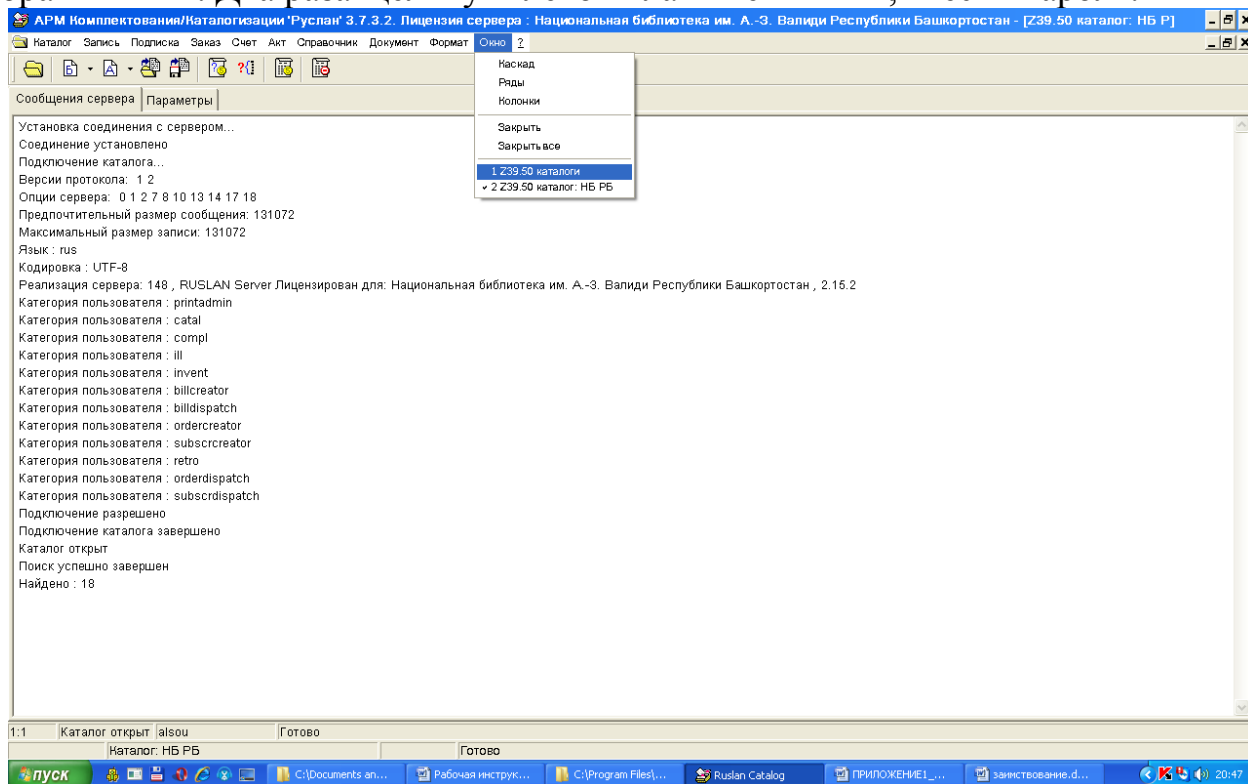 АРМ Комплектования/Каталогизации 'Руслан' 3.7.3.2. Лицензия сервера : Национальная библиотека им. А.-З. Валиди Республики Башкортостан - [Z39.50 каталог: НБ Р]
Каталог Запись Подписка Заказ Счет Акт Справочник Документ Формат Окно ?
Каскад
Ряды
Колонки
Закрыть
Закрыть все
1 Z39.50 каталоги
2 Z39.50 каталог: НБ РБ
Сообщения сервера Параметры
Установка соединения с сервером...
Соединение установлено
Подключение каталога...
Версии протокола: 1 2
Опции сервера: 0 1 2 7 8 10 13 14 17 18
Предпочтительный размер сообщения: 131072
Максимальный размер записи: 131072
Язык : rus
Кодировка : UTF-8
Реализация сервера: 148 , RUSLAN Server Лицензирован для: Национальная библиотека им. А.-З. Валиди Республики Башкортостан , 2.15.2
Категория пользователя : printadmin
Категория пользователя : catal
Категория пользователя : compl
Категория пользователя : ill
Категория пользователя : invent
Категория пользователя : billcreator
Категория пользователя : billdispatch
Категория пользователя : ordercreator
Категория пользователя : subscrcreator
Категория пользователя : retro
Категория пользователя : orderdispatch
Категория пользователя : subscrdispatch
Подключение разрешено
Подключение каталога завершено
Каталог открыт
Поиск успешно завершен
Найдено : 18
1:1 Каталог открыт alsou Готово
Каталог: НБ РБ Готово
пуск C:\Documents an... Рабочая инструк... C:\Program Files\... Ruslan Catalog ПРИЛОЖЕНИЕ1_... заимствование.d... 20:47